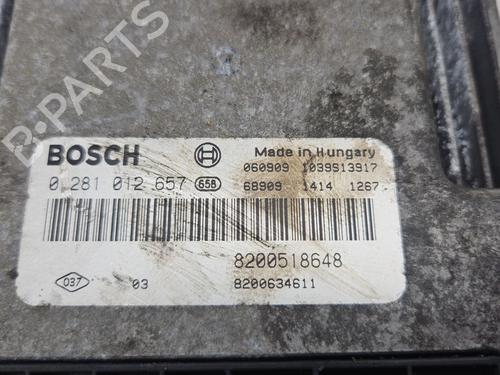 B-PARTS
BOSCH
Made in Hungary
060909 1039S13917
0 281 012 657 658
68909 1414 1267
8200518648
037 03 8200634611